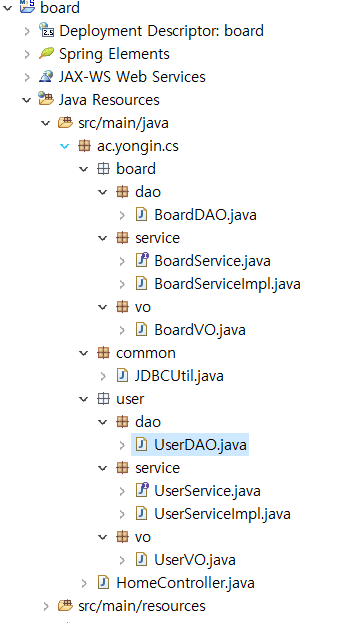 board
Deployment Descriptor: board
Spring Elements
JAX-WS Web Services
Java Resources
src/main/java
ac.yongin.cs
board
dao
BoardDAO.java
service
BoardService.java
BoardServiceImpl.java
vo
BoardVO.java
common
JDBCUtil.java
user
dao
UserDAO.java
service
UserService.java
UserServiceImpl.java
vo
UserVO.java
HomeController.java
src/main/resources